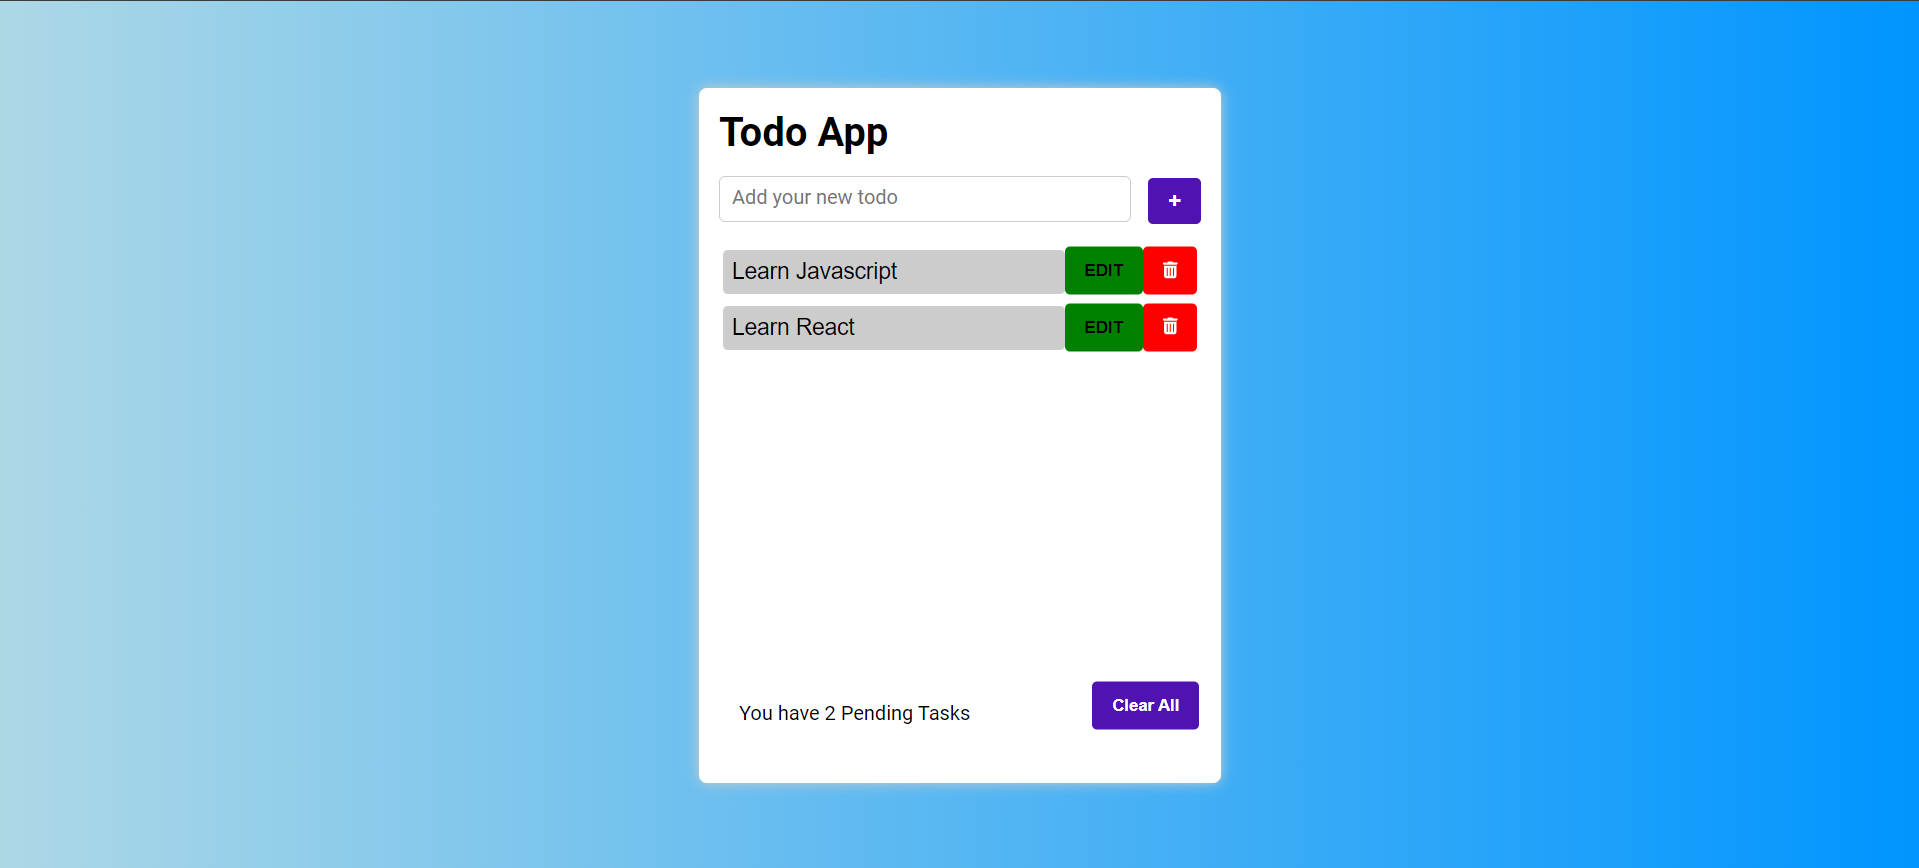 Todo App
Add your new todo
+
Learn Javascript EDIT
Learn React EDIT
You have 2 Pending Tasks
Clear All